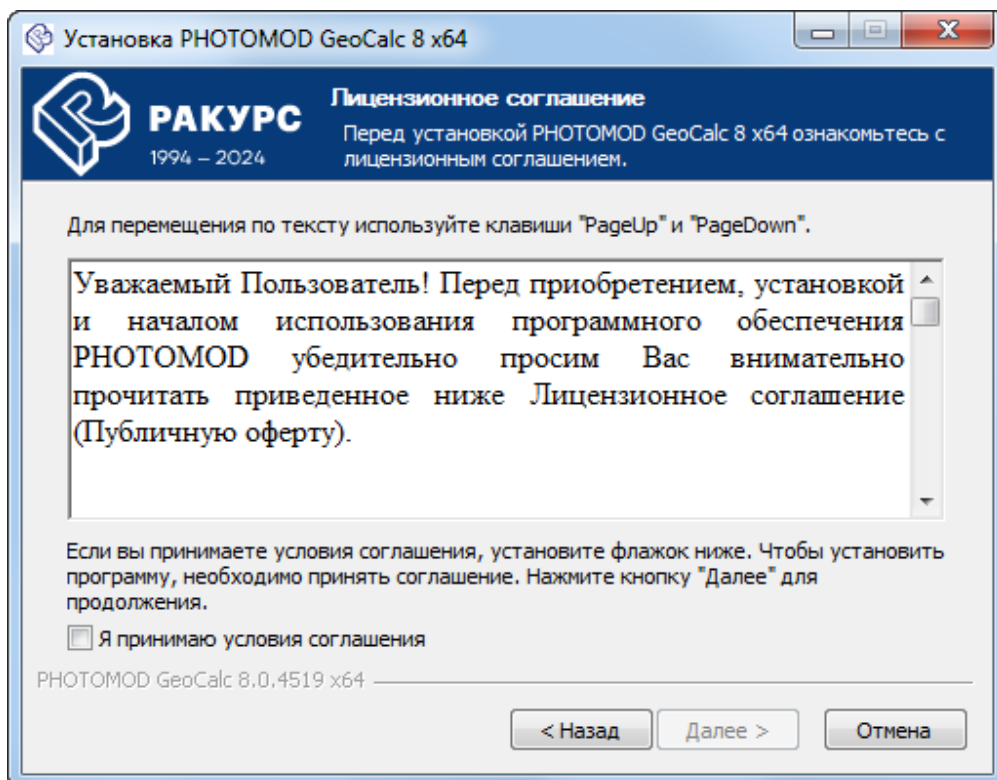 Установка PHOTOMOD GeoCalc 8 x64
РАКУРС
1994 – 2024
Лицензионное соглашение
Перед установкой PHOTOMOD GeoCalc 8 x64 ознакомьтесь с
лицензионным соглашением.
Для перемещения по тексту используйте клавиши "PageUp" и "PageDown".
Уважаемый Пользователь! Перед приобретением, установкой
и началом использования программного обеспечения
PHOTOMOD убедительно просим Вас внимательно
прочитать приведенное ниже Лицензионное соглашение
(Публичную оферту).
Если вы принимаете условия соглашения, установите флажок ниже. Чтобы установить
программу, необходимо принять соглашение. Нажмите кнопку "Далее" для
продолжения.
Я принимаю условия соглашения
PHOTOMOD GeoCalc 8.0.4519 x64
< Назад
Далее >
Отмена